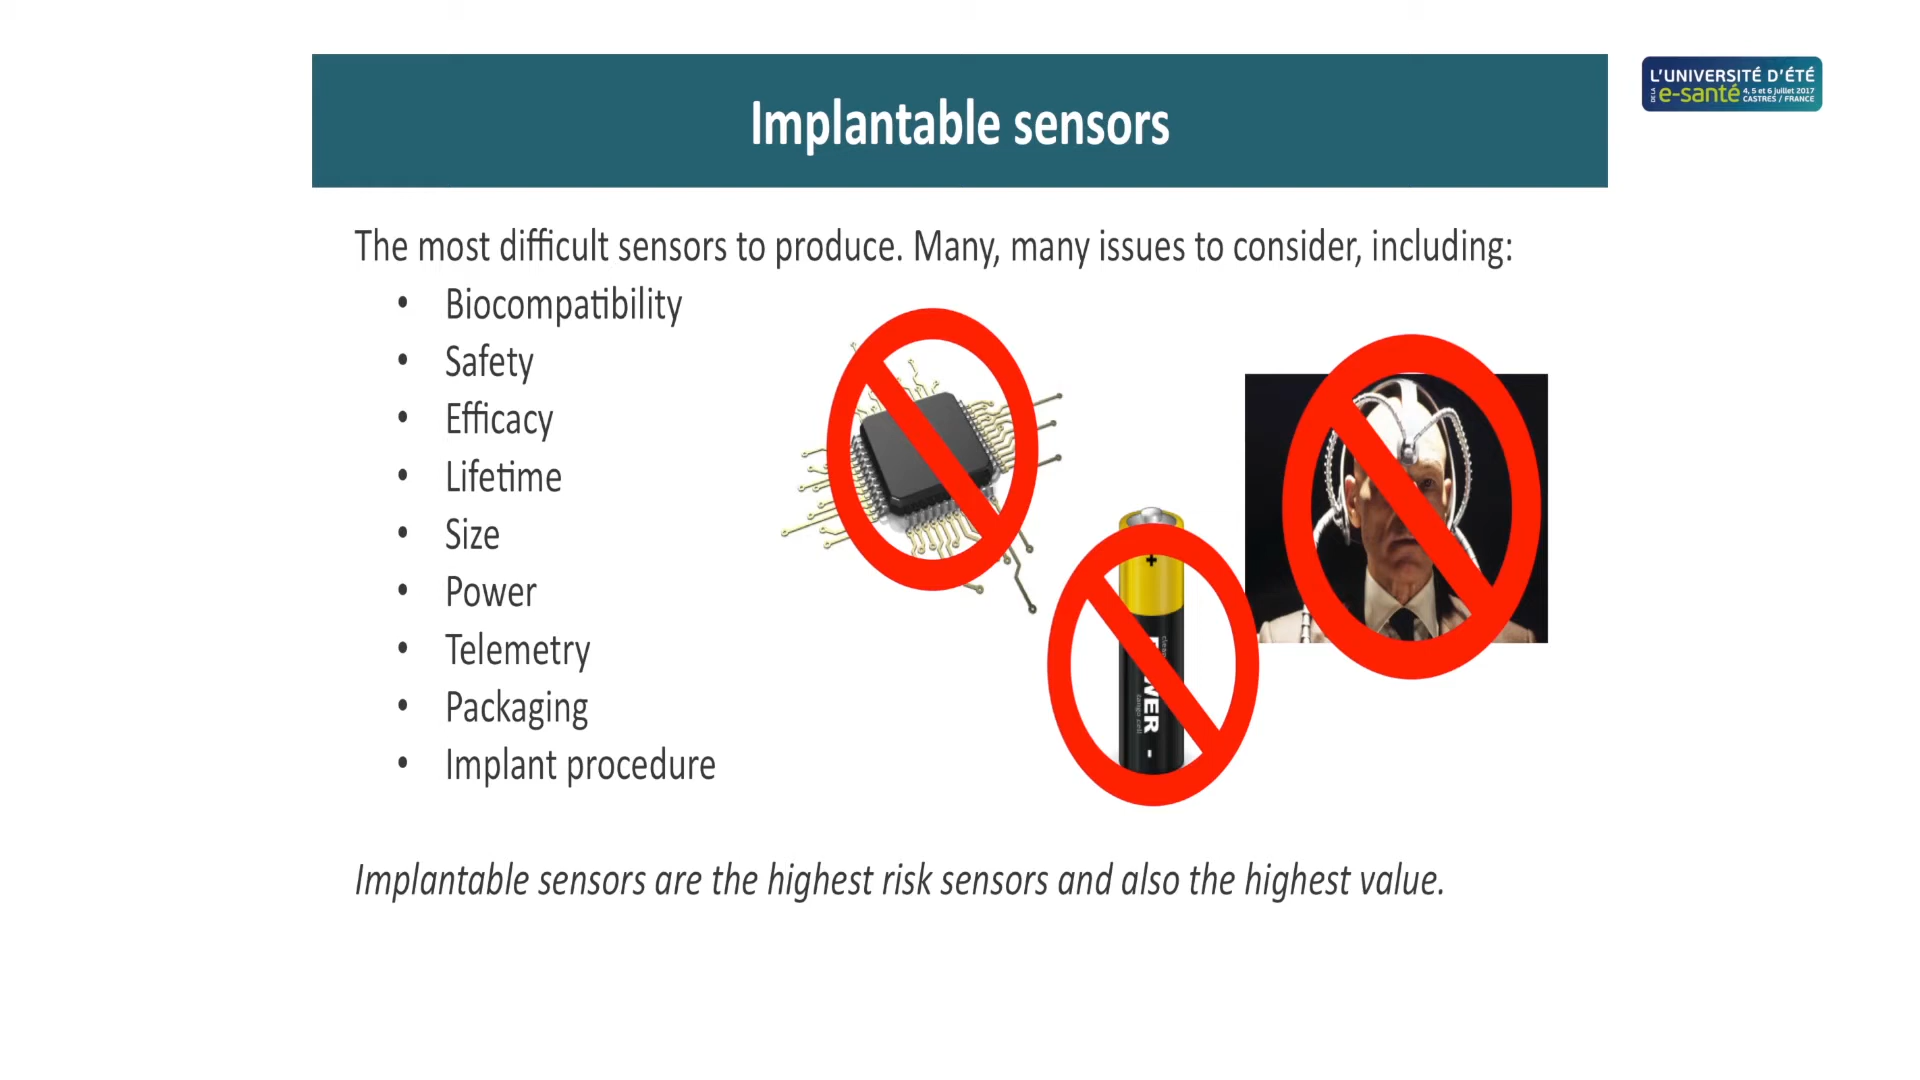 Implantable sensors
L'UNIVERSITÉ D'ÉTÉ
DE LA e-santé 4, 5 et 6 juillet 2017
CASTRES / FRANCE
The most difficult sensors to produce. Many, many issues to consider, including:
• Biocompatibility
• Safety
• Efficacy
• Lifetime
• Size
• Power
• Telemetry
• Packaging
• Implant procedure
+
-
Implantable sensors are the highest risk sensors and also the highest value.